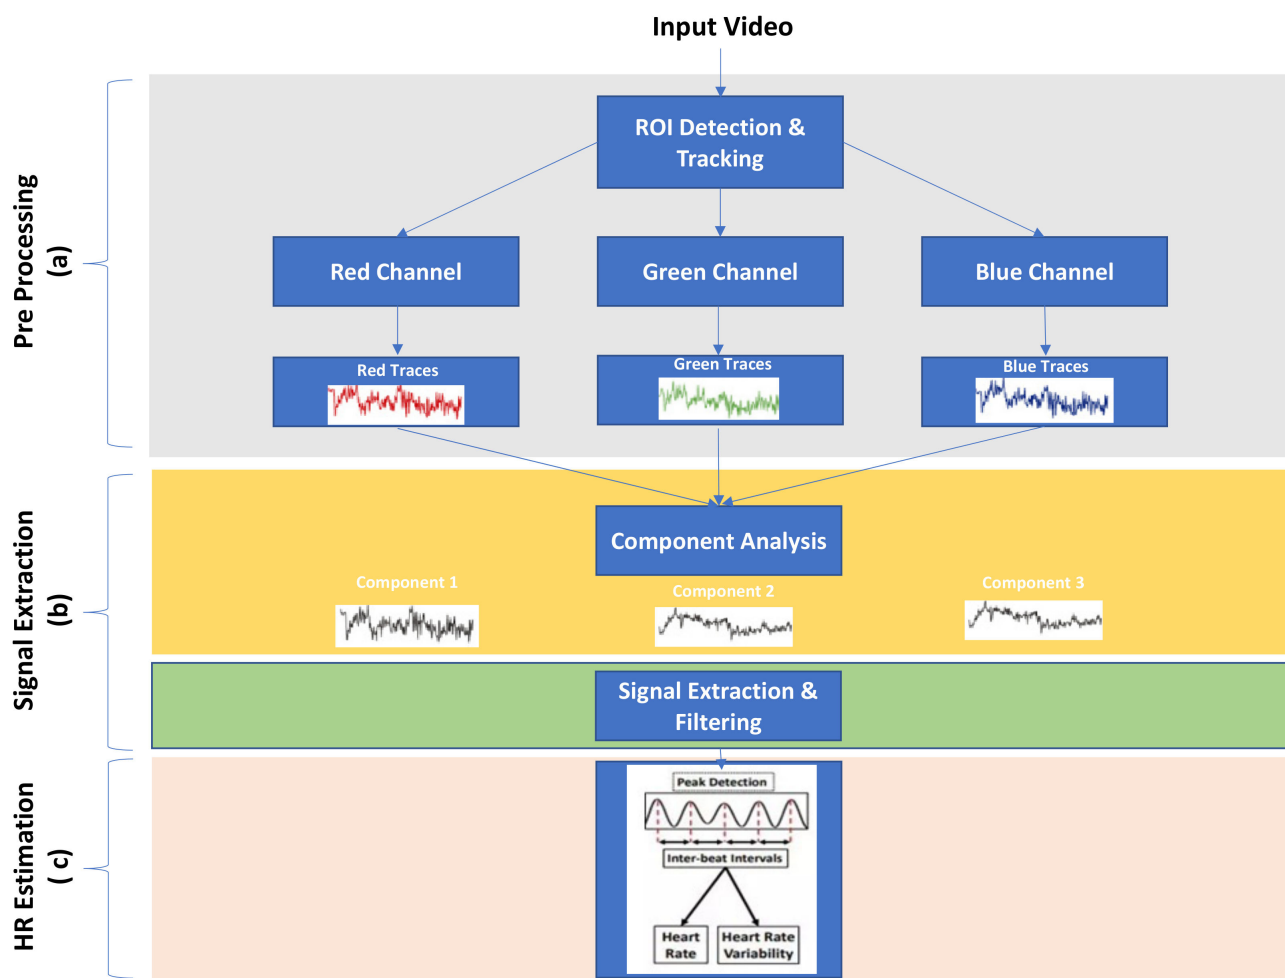 Input Video
Pre Processing
(a)
ROI Detection &
Tracking
Red Channel
Green Channel
Blue Channel
Red Traces
Green Traces
Blue Traces
Signal Extraction
(b)
Component Analysis
Component 1
Component 2
Component 3
Signal Extraction &
Filtering
HR Estimation
( c)
Peak Detection
Inter-beat Intervals
Heart
Rate
Heart Rate
Variability